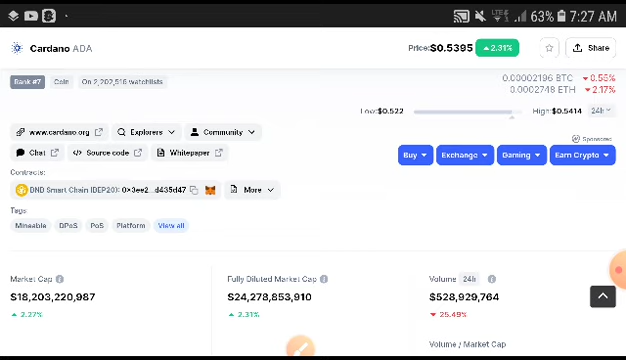 63% 7:27 AM
Cardano ADA
Price: $0.5395 ▲ 2.31% Share
Rank #7 Coin On 2,202,516 watchlists
0.00002196 BTC ▼ 0.55%
0.0002748 ETH ▼ 2.17%
Low: $0.522 High: $0.5414 24h
www.cardano.org Explorers Community
Sponsored
Chat Source code Whitepaper
Buy Exchange Gaming Earn Crypto
Contracts:
BND Smart Chain (BEP20): 0x3ee2...d435d47 More
Tags
Mineable DPoS PoS Platform View all
Market Cap Fully Diluted Market Cap Volume 24h
$18,203,220,987 $24,278,853,910 $528,929,764
▲ 2.27% ▲ 2.31% ▼ 25.49%
Volume / Market Cap